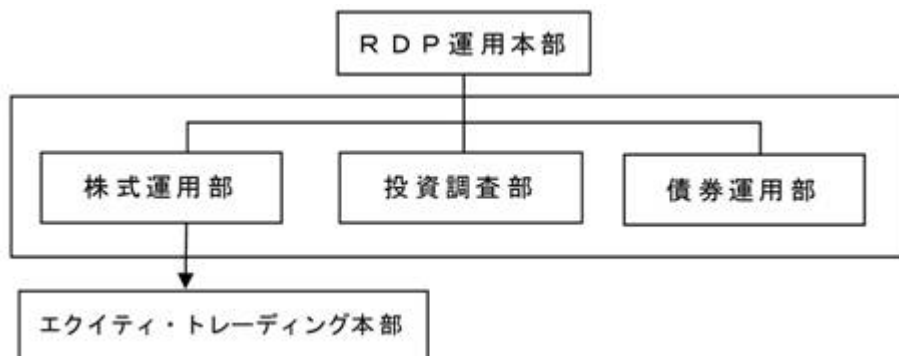 ＲＤＰ運用本部
株式運用部
投資調査部
債券運用部
エクイティ・トレーディング本部